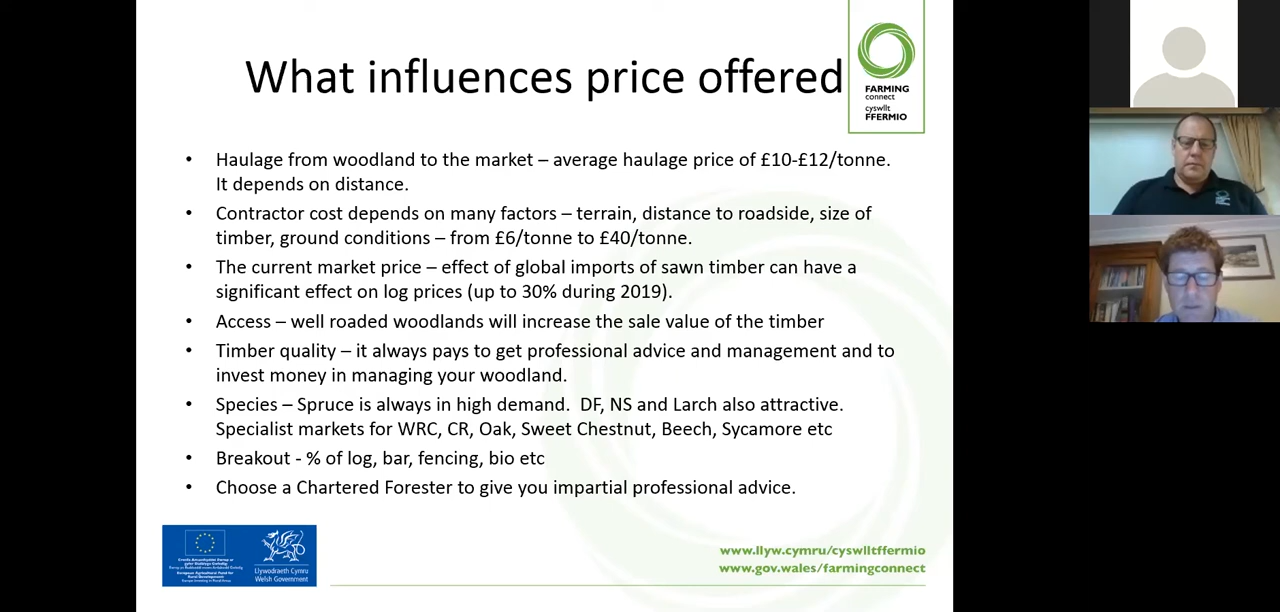 What influences price offered
FARMING
connect
cyswllt
FFERMIO
• Haulage from woodland to the market – average haulage price of £10-£12/tonne.
It depends on distance.
• Contractor cost depends on many factors – terrain, distance to roadside, size of
timber, ground conditions – from £6/tonne to £40/tonne.
• The current market price – effect of global imports of sawn timber can have a
significant effect on log prices (up to 30% during 2019).
• Access – well roaded woodlands will increase the sale value of the timber
• Timber quality – it always pays to get professional advice and management and to
invest money in managing your woodland.
• Species – Spruce is always in high demand.  DF, NS and Larch also attractive.
Specialist markets for WRC, CR, Oak, Sweet Chestnut, Beech, Sycamore etc
• Breakout - % of log, bar, fencing, bio etc
• Choose a Chartered Forester to give you impartial professional advice.
Llywodraeth Cymru
Welsh Government
www.llyw.cymru/cyswlltffermio
www.gov.wales/farmingconnect